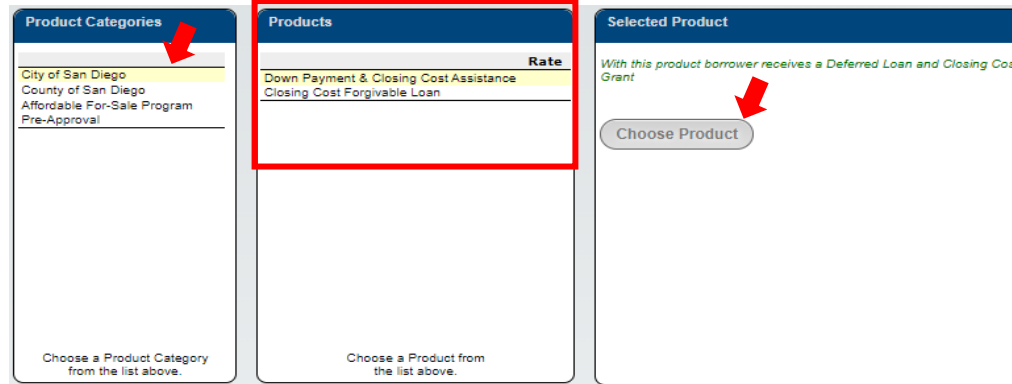 Product Categories
City of San Diego
County of San Diego
Affordable For-Sale Program
Pre-Approval
Choose a Product Category
from the list above.
Products
Rate
Down Payment & Closing Cost Assistance
Closing Cost Forgivable Loan
Choose a Product from
the list above.
Selected Product
With this product borrower receives a Deferred Loan and Closing Cos
Grant
Choose Product